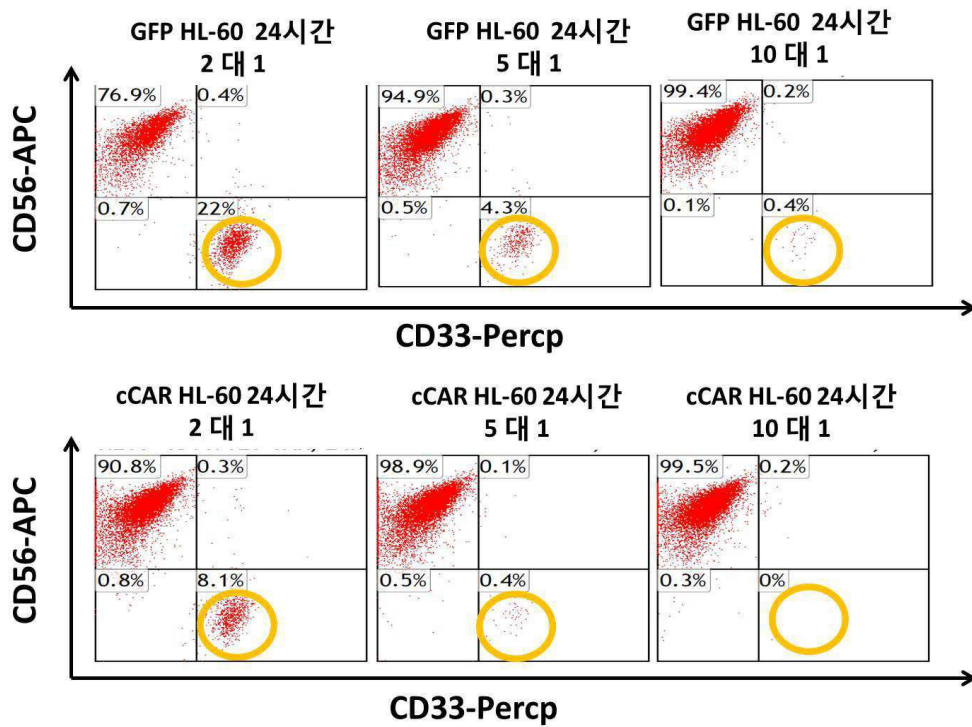 GFP HL-60 24시간
2 대 1
GFP HL-60 24시간
5 대 1
GFP HL-60 24시간
10 대 1
CD56-APC
76.9% 0.4%
0.7% 22%
94.9% 0.3%
0.5% 4.3%
99.4% 0.2%
0.1% 0.4%
CD33-Percp
cCAR HL-60 24시간
2 대 1
cCAR HL-60 24시간
5 대 1
cCAR HL-60 24시간
10 대 1
CD56-APC
90.8% 0.3%
0.8% 8.1%
98.9% 0.1%
0.5% 0.4%
99.5% 0.2%
0.3% 0%
CD33-Percp